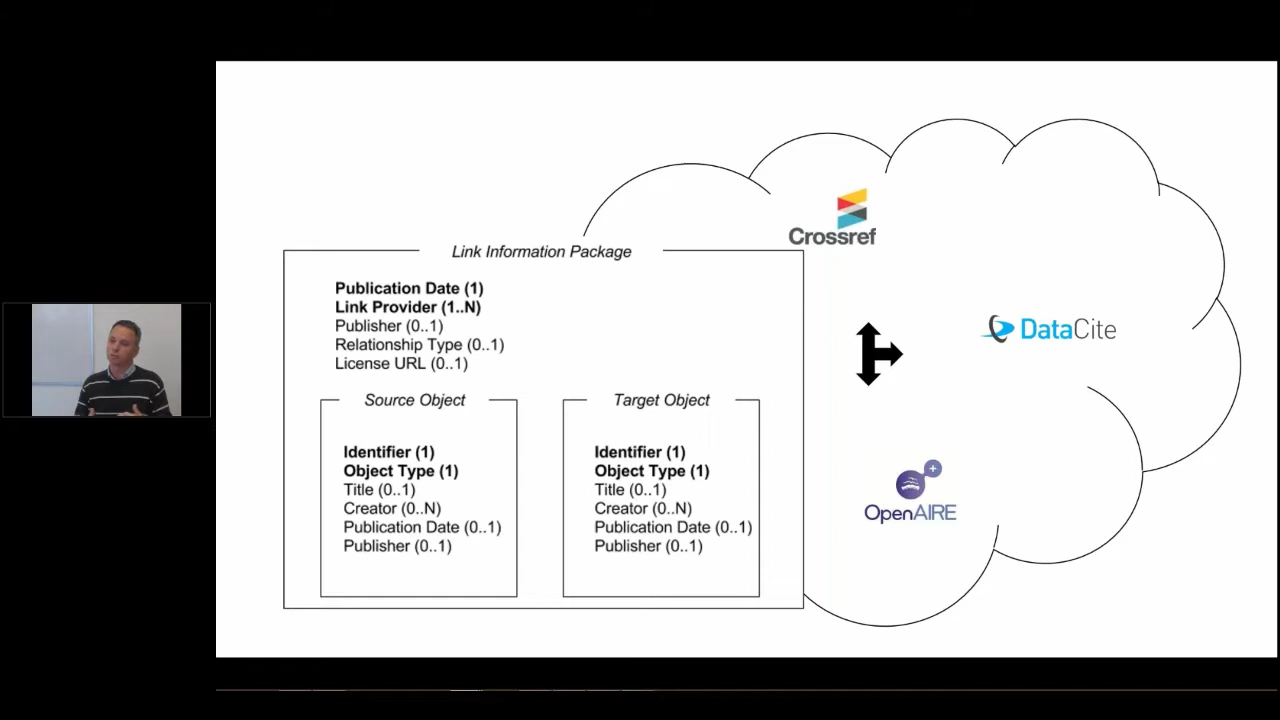 Crossref
Link Information Package
Publication Date (1)
Link Provider (1..N)
Publisher (0..1)
Relationship Type (0..1)
License URL (0..1)
DataCite
Source Object
Identifier (1)
Object Type (1)
Title (0..1)
Creator (0..N)
Publication Date (0..1)
Publisher (0..1)
Target Object
Identifier (1)
Object Type (1)
Title (0..1)
Creator (0..N)
Publication Date (0..1)
Publisher (0..1)
OpenAIRE